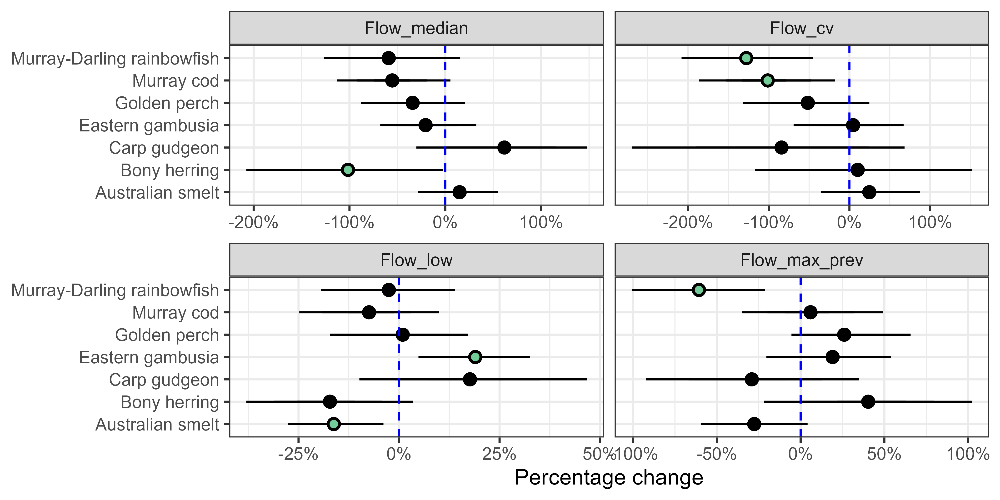 Flow_median
Flow_cv
Murray-Darling rainbowfish
Murray cod
Golden perch
Eastern gambusia
Carp gudgeon
Bony herring
Australian smelt
-200% -100% 0% 100%
-200% -100% 0% 100%
Flow_low
Flow_max_prev
Murray-Darling rainbowfish
Murray cod
Golden perch
Eastern gambusia
Carp gudgeon
Bony herring
Australian smelt
-25% 0% 25% 50%
-100% -50% 0% 50% 100%
Percentage change